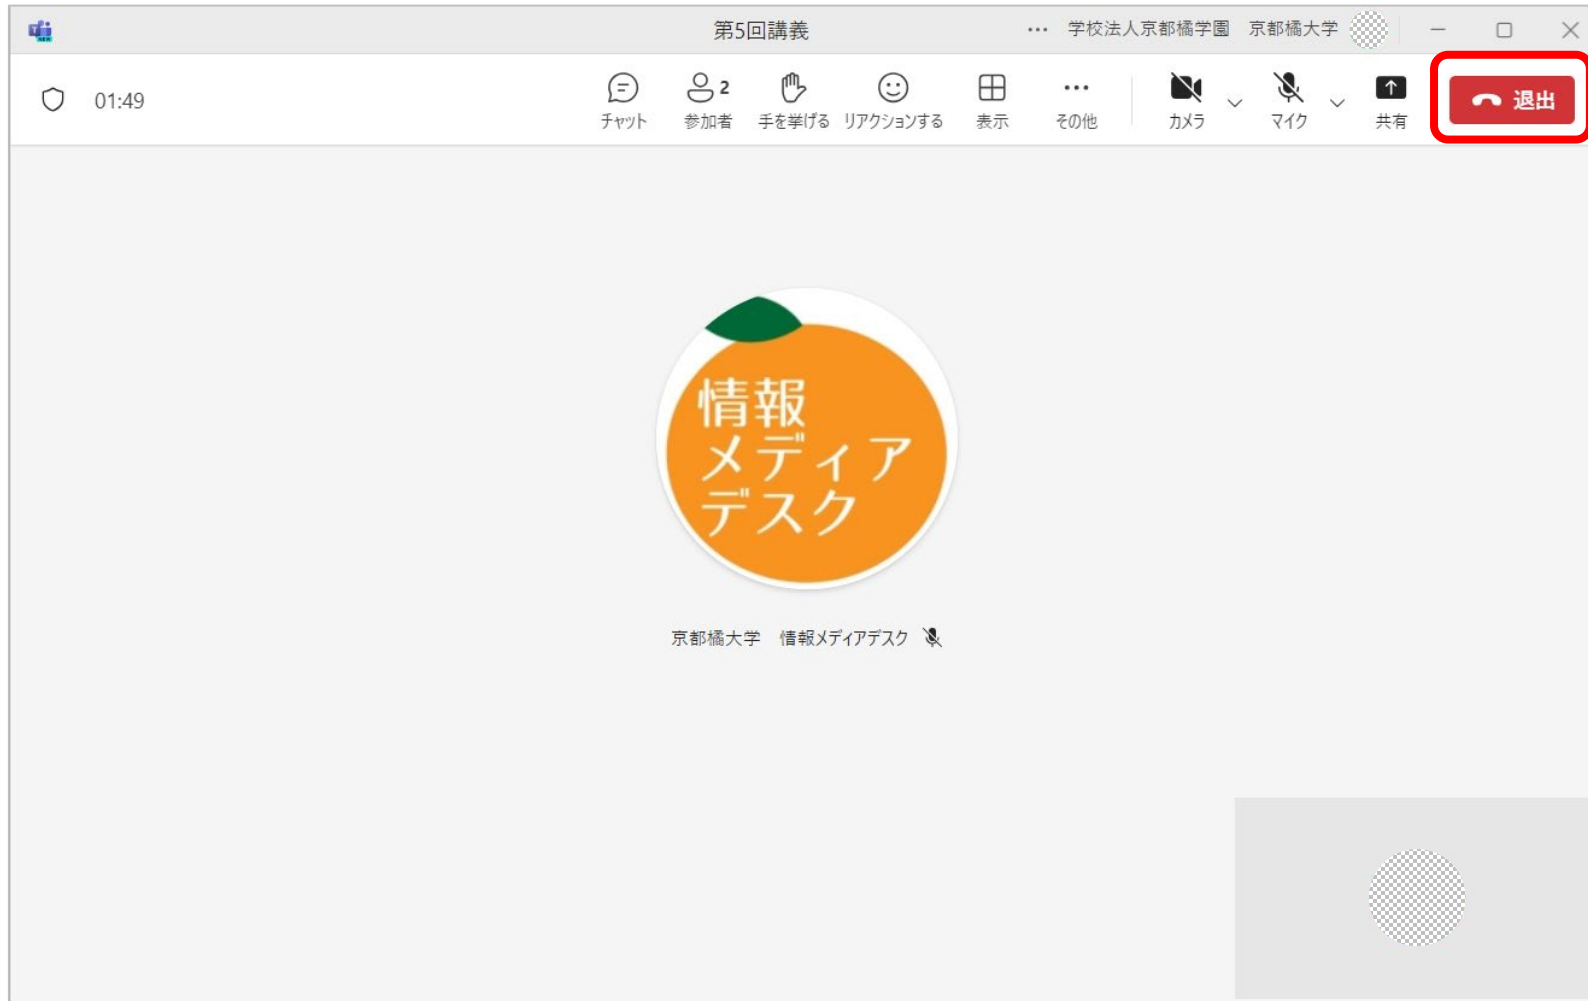 第5回講義
… 学校法人京都橘学園 京都橘大学
01:49
チャット
2
参加者
手を挙げる
リアクションする
表示
その他
カメラ
マイク
共有
退出
情報
メディア
デスク
京都橘大学 情報メディアデスク